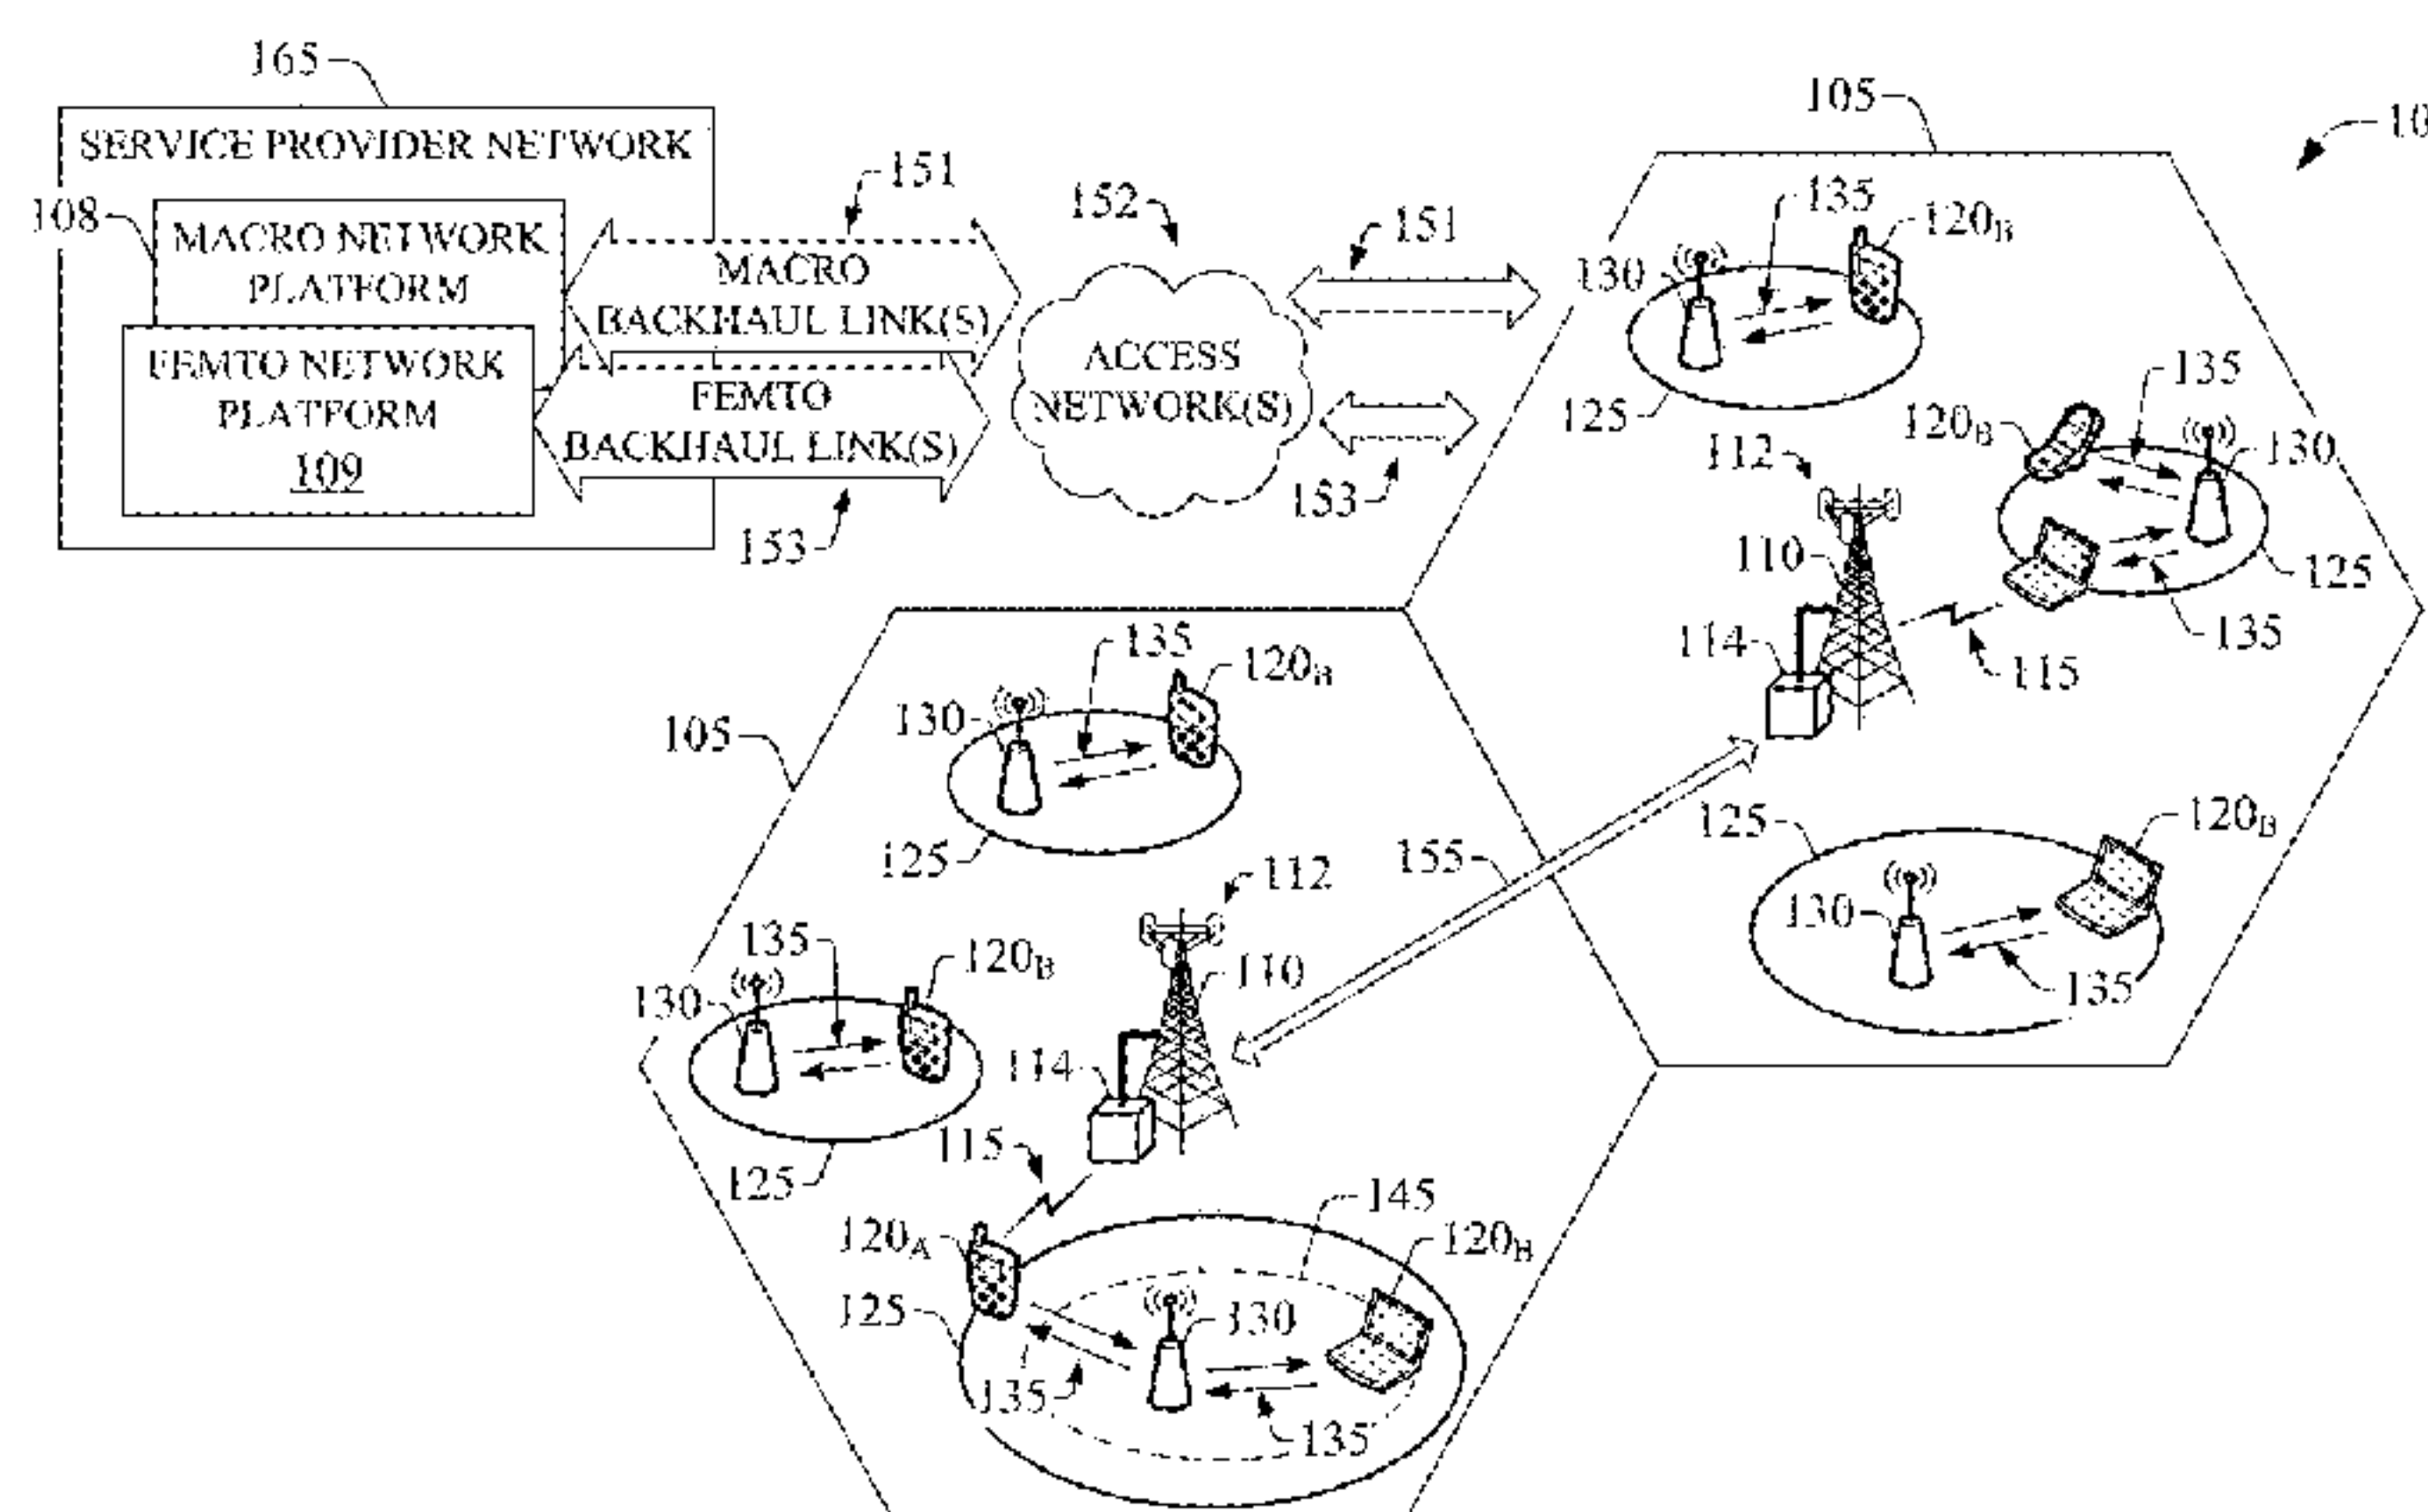 165
SERVICE PROVIDER NETWORK
108
MACRO NETWORK
PLATFORM
FEMTO NETWORK
PLATFORM
109
151
MACRO
BACKHAUL LINK(S)
FEMTO
BACKHAUL LINK(S)
153
152
ACCESS
NETWORK(S)
151
153
105
10
135
120B
130
125
135
120B
130
112
110
125
135
114
115
125
120B
130
135
105
135
120B
130
125
155
112
135
120B
110
130
114
125
115
145
120A
120B
125
130
135
135